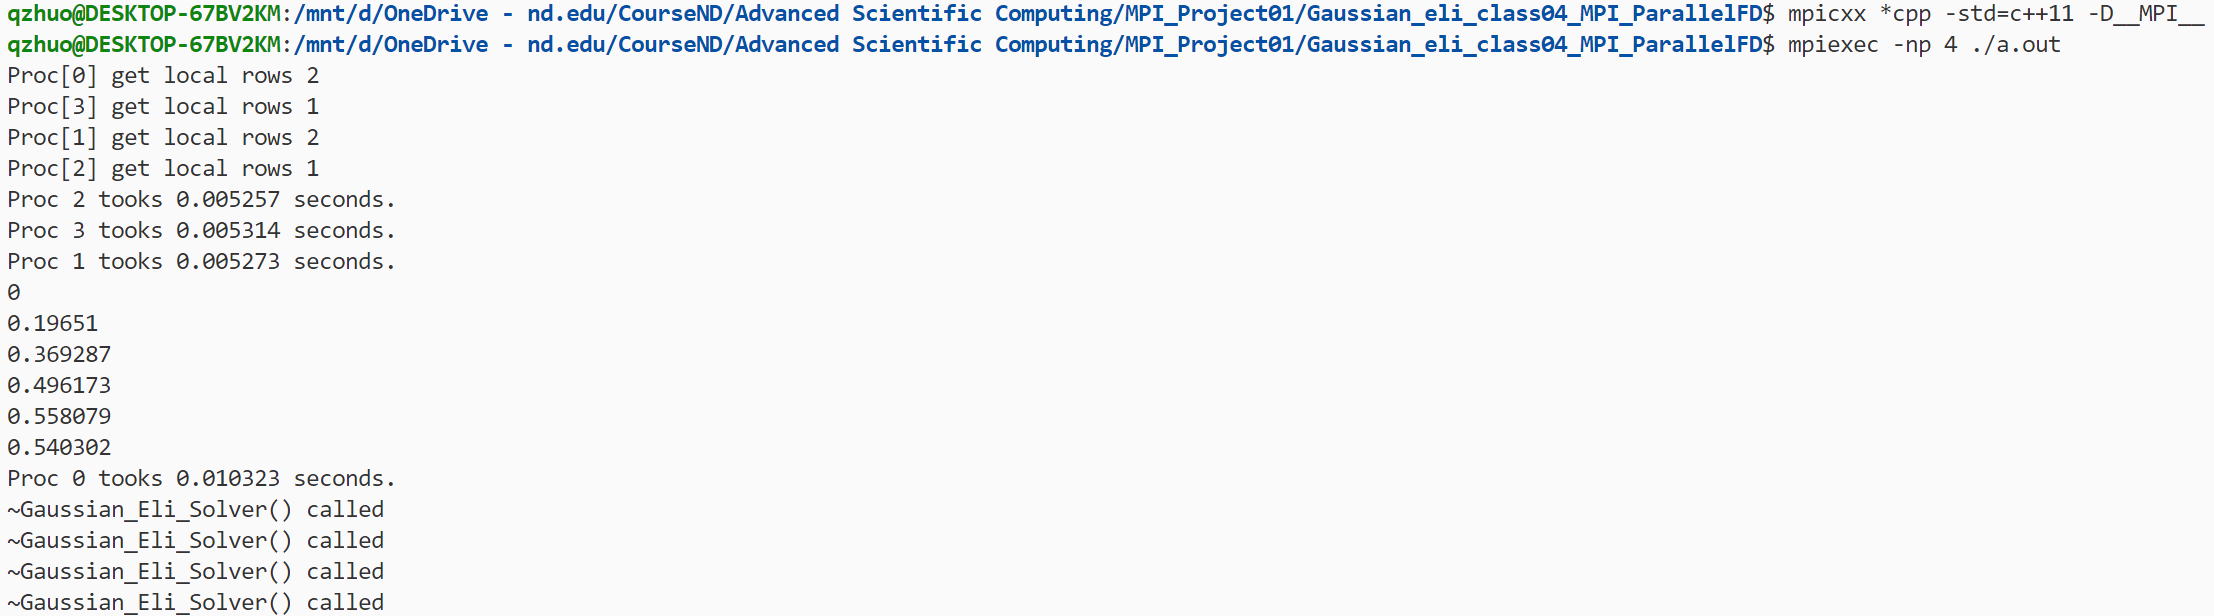 qzhuo@DESKTOP-67BV2KM:/mnt/d/OneDrive - nd.edu/CourseND/Advanced Scientific Computing/MPI_Project01/Gaussian_eli_class04_MPI_ParallelFD$ mpicxx *cpp -std=c++11 -D__MPI__
qzhuo@DESKTOP-67BV2KM:/mnt/d/OneDrive - nd.edu/CourseND/Advanced Scientific Computing/MPI_Project01/Gaussian_eli_class04_MPI_ParallelFD$ mpiexec -np 4 ./a.out
Proc[0] get local rows 2
Proc[3] get local rows 1
Proc[1] get local rows 2
Proc[2] get local rows 1
Proc 2 tooks 0.005257 seconds.
Proc 3 tooks 0.005314 seconds.
Proc 1 tooks 0.005273 seconds.
0
0.19651
0.369287
0.496173
0.558079
0.540302
Proc 0 tooks 0.010323 seconds.
~Gaussian_Eli_Solver() called
~Gaussian_Eli_Solver() called
~Gaussian_Eli_Solver() called
~Gaussian_Eli_Solver() called